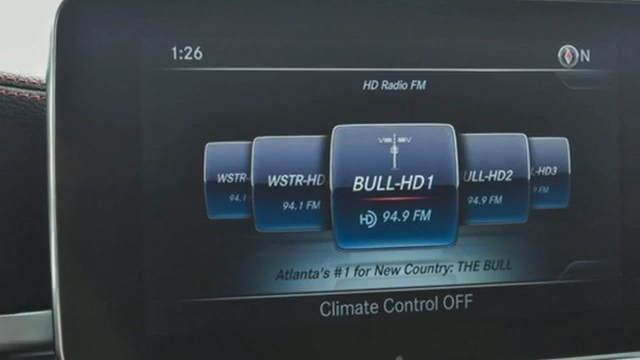 1:26 N
HD Radio FM
WSTR- WSTR-HD BULL-HD1 ULL-HD2 -HD3
94.1 94.1 FM HD 94.9 FM 94.9 FM 9 FM
Atlanta's #1 for New Country: THE BULL
Climate Control OFF